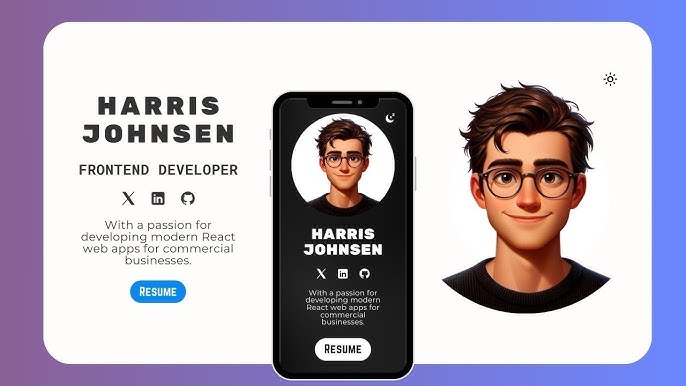 HARRIS
JOHNSEN
FRONTEND DEVELOPER
With a passion for
developing modern React
web apps for commercial
businesses.
RESUME
HARRIS
JOHNSEN
With a passion for
developing modern
React web apps for
commercial
businesses.
RESUME